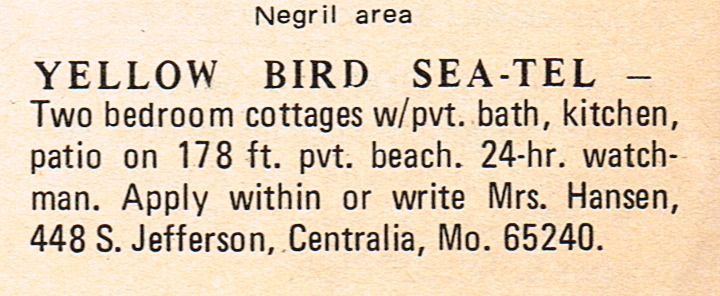 Negril area
YELLOW BIRD SEA-TEL –
Two bedroom cottages w/pvt. bath, kitchen,
patio on 178 ft. pvt. beach. 24-hr. watch-
man. Apply within or write Mrs. Hansen,
448 S. Jefferson, Centralia, Mo. 65240.